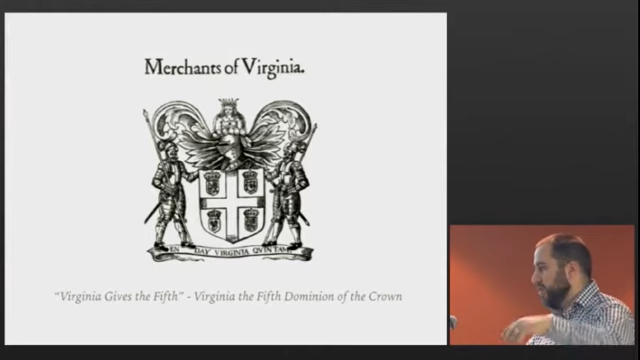 Merchants of Virginia.
EN DAT VIRGINIA QVINTAM
"Virginia Gives the Fifth" - Virginia the Fifth Dominion of the Crown